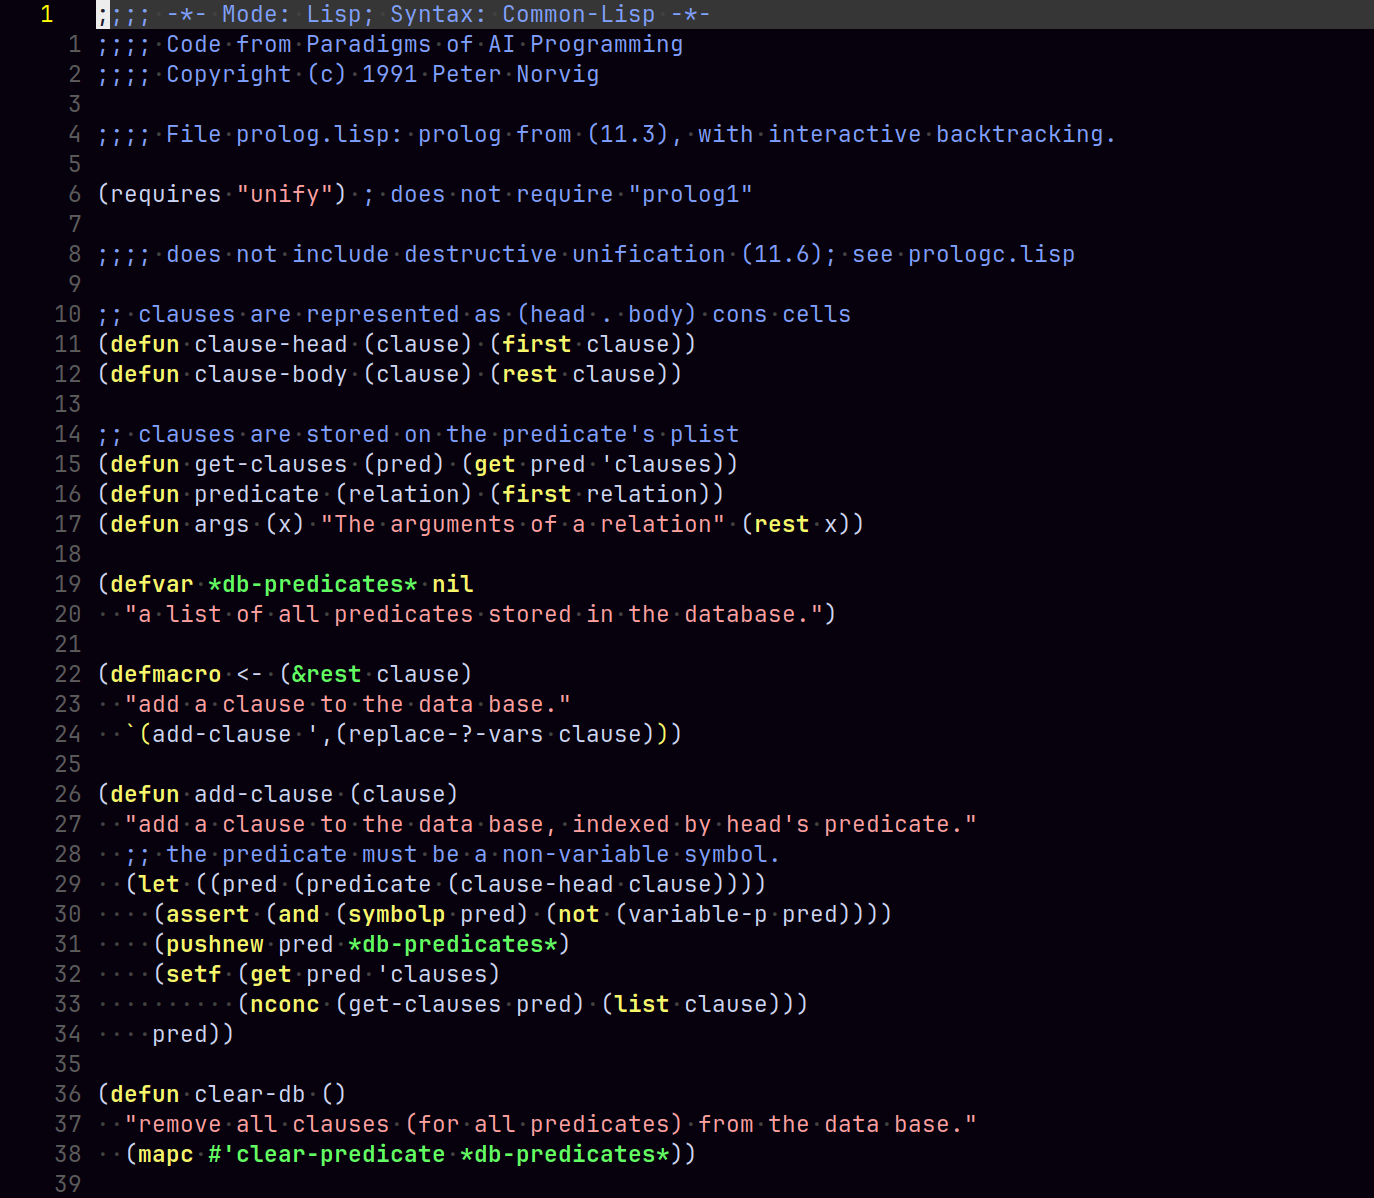 1 ;;;; -*- Mode: Lisp; Syntax: Common-Lisp -*-
1 ;;;; Code from Paradigms of AI Programming
2 ;;;; Copyright (c) 1991 Peter Norvig
3
4 ;;;; File prolog.lisp: prolog from (11.3), with interactive backtracking.
5
6 (requires "unify") ; does not require "prolog1"
7
8 ;;;; does not include destructive unification (11.6); see prologc.lisp
9
10 ;; clauses are represented as (head . body) cons cells
11 (defun clause-head (clause) (first clause))
12 (defun clause-body (clause) (rest clause))
13
14 ;; clauses are stored on the predicate's plist
15 (defun get-clauses (pred) (get pred 'clauses))
16 (defun predicate (relation) (first relation))
17 (defun args (x) "The arguments of a relation" (rest x))
18
19 (defvar *db-predicates* nil
20   "a list of all predicates stored in the database.")
21
22 (defmacro <- (&rest clause)
23   "add a clause to the data base."
24   `(add-clause ',(replace-?-vars clause)))
25
26 (defun add-clause (clause)
27   "add a clause to the data base, indexed by head's predicate."
28   ;; the predicate must be a non-variable symbol.
29   (let ((pred (predicate (clause-head clause))))
30     (assert (and (symbolp pred) (not (variable-p pred))))
31     (pushnew pred *db-predicates*)
32     (setf (get pred 'clauses)
33           (nconc (get-clauses pred) (list clause)))
34     pred))
35
36 (defun clear-db ()
37   "remove all clauses (for all predicates) from the data base."
38   (mapc #'clear-predicate *db-predicates*))
39